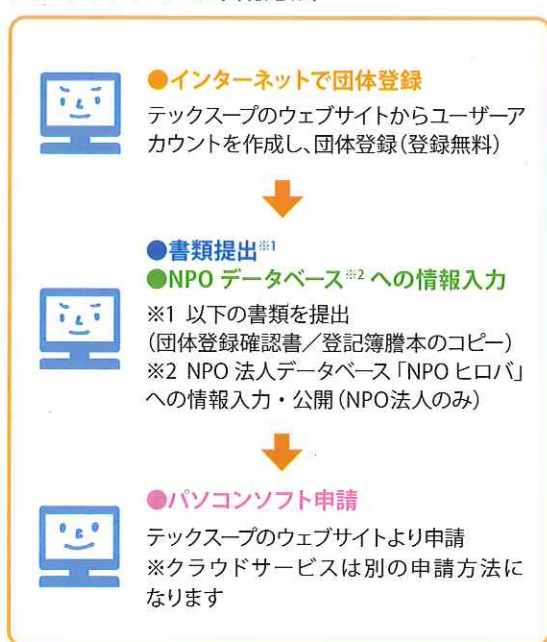 ●インターネットで団体登録
テックスープのウェブサイトからユーザーア
カウントを作成し、団体登録(登録無料)
●書類提出※1
●NPO データベース※2 への情報入力
※1 以下の書類を提出
(団体登録確認書／登記簿謄本のコピー)
※2 NPO 法人データベース「NPO ヒロバ」
への情報入力・公開(NPO法人のみ)
●パソコンソフト申請
テックスープのウェブサイトより申請
※クラウドサービスは別の申請方法に
なります